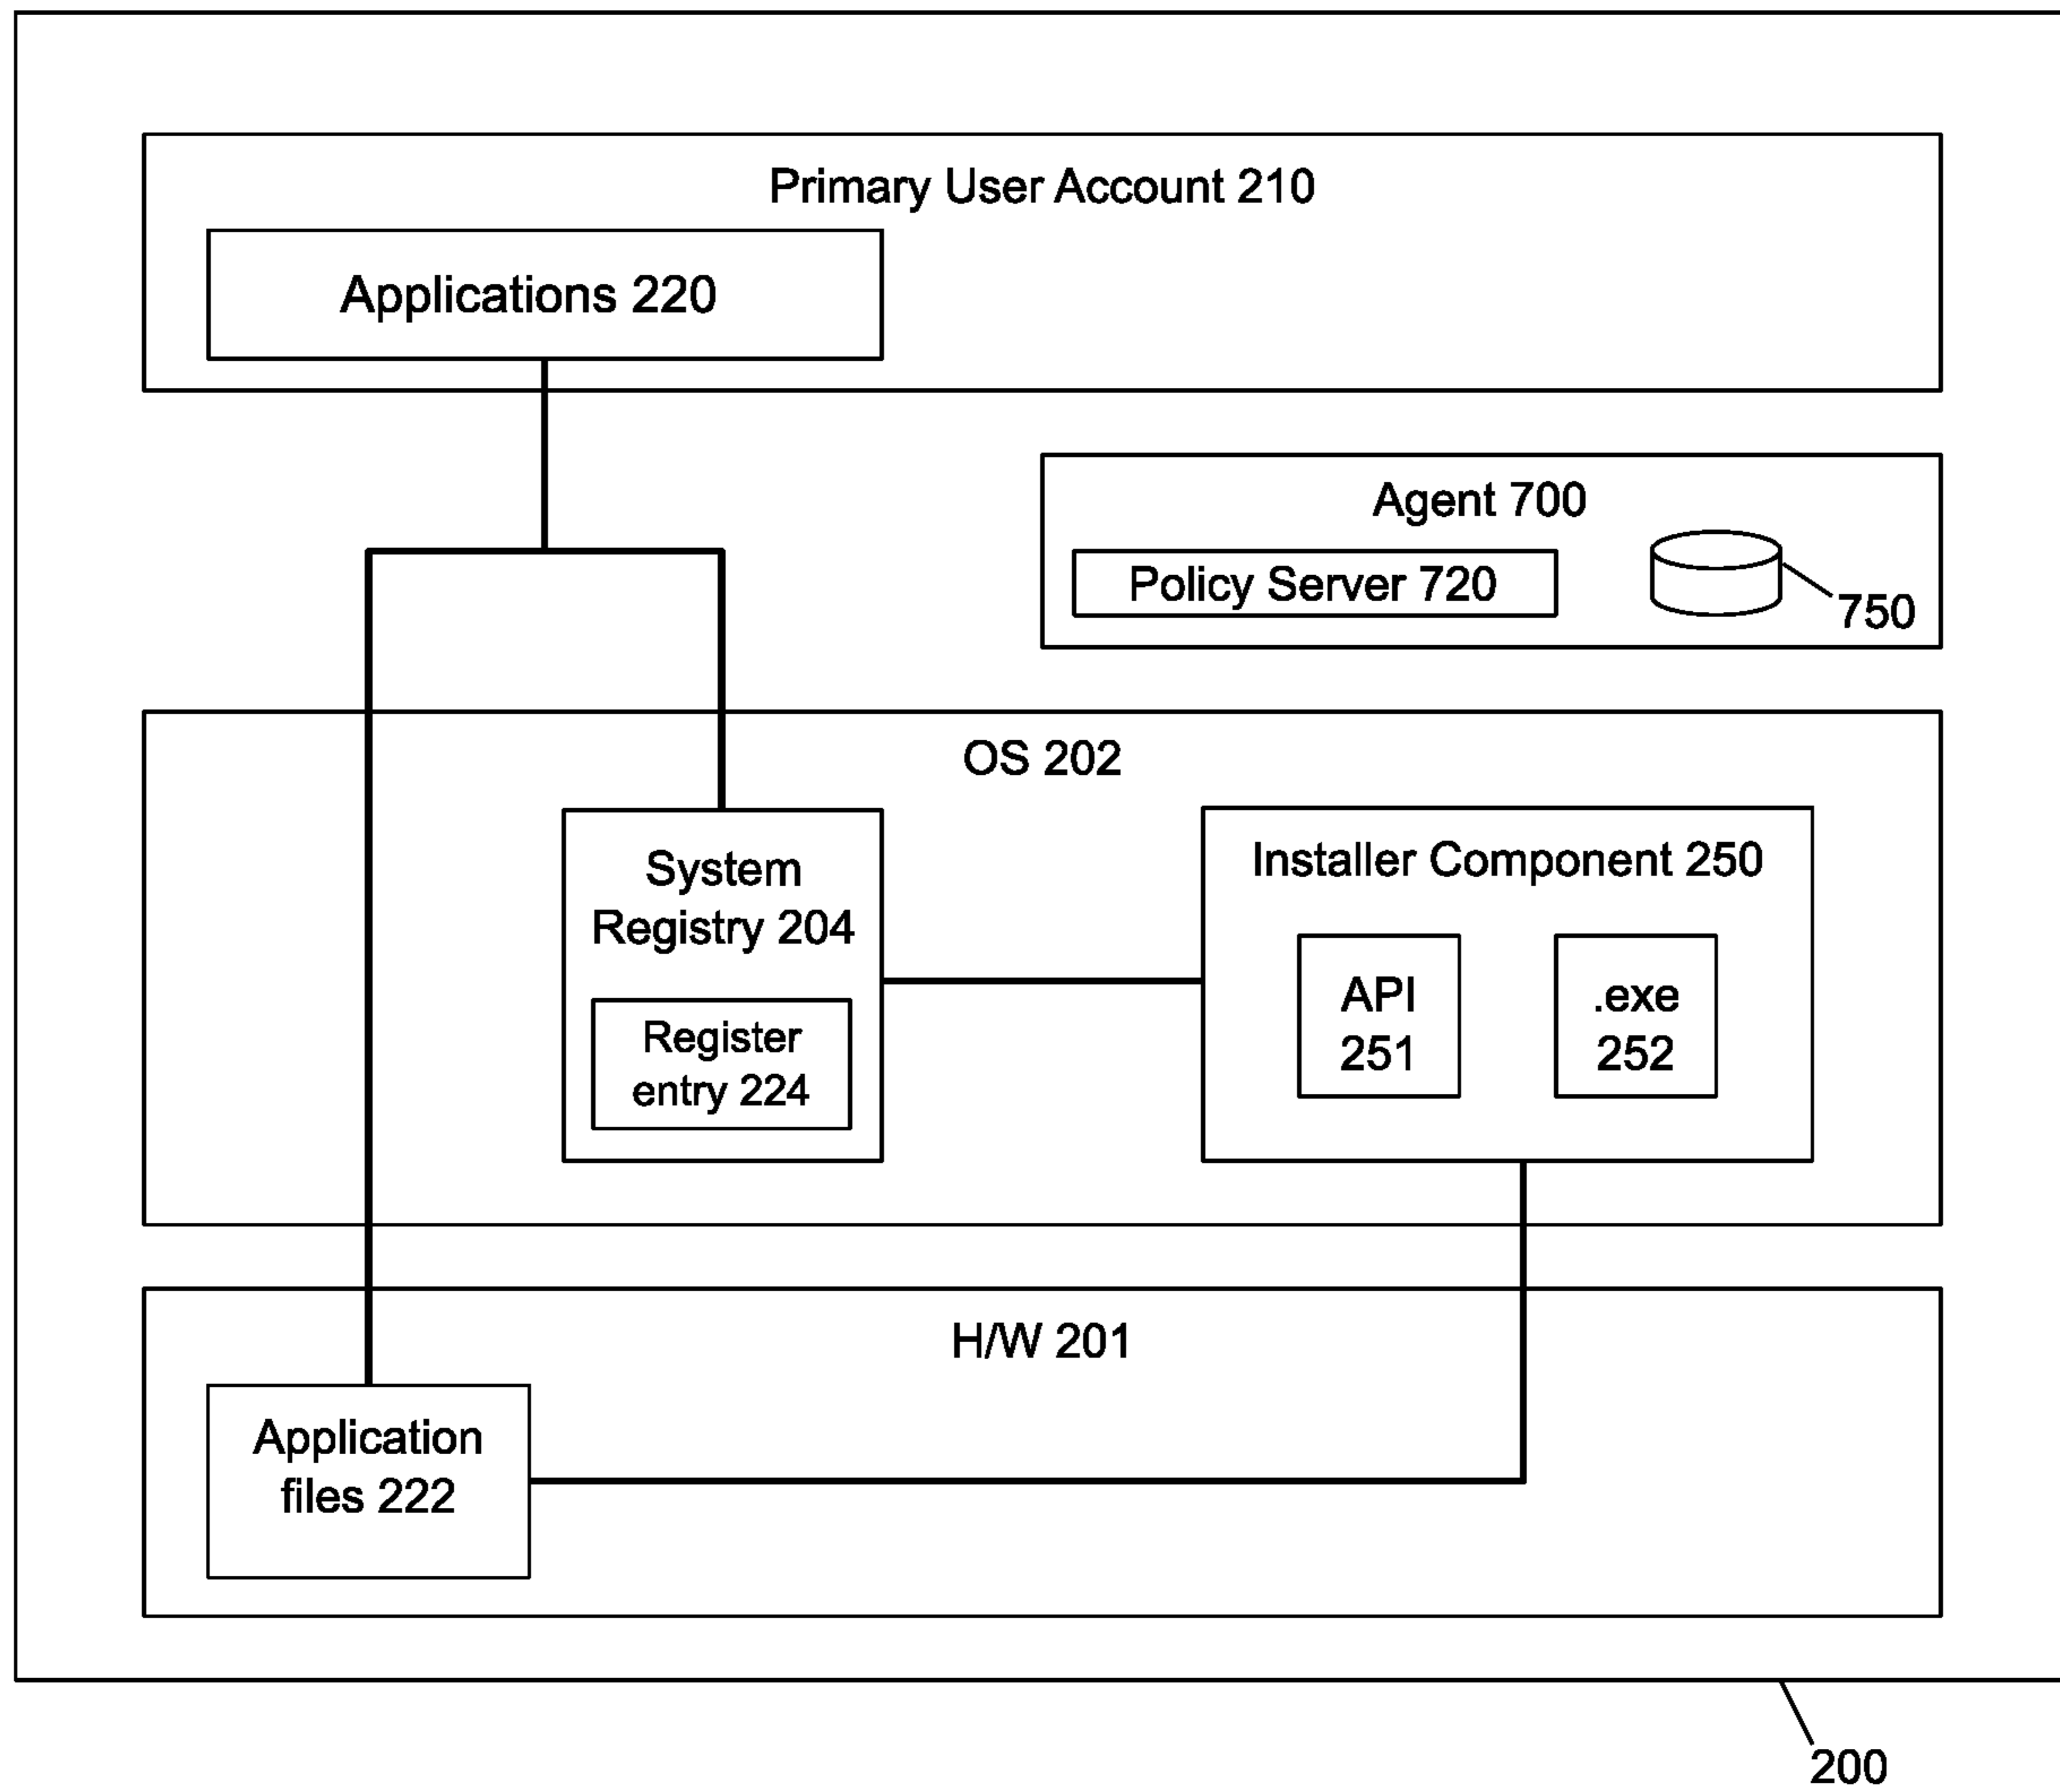 Primary User Account 210
Applications 220
Agent 700
Policy Server 720
750
OS 202
System
Registry 204
Register
entry 224
Installer Component 250
API
251
.exe
252
H/W 201
Application
files 222
200